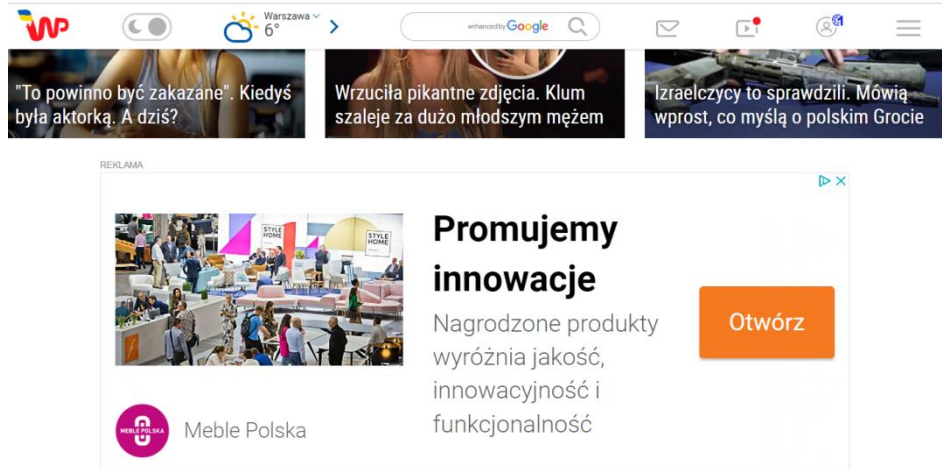 WP
Warszawa
6°
enhanced by Google
"To powinno być zakazane". Kiedyś
była aktorką. A dziś?
Wrzuciła pikantne zdjęcia. Klum
szaleje za dużo młodszym mężem
Izraelczycy to sprawdzili. Mówią
wprost, co myślą o polskim Grocie
REKLAMA
STYLE
HOME
STYLE
HOME
Promujemy
innowacje
Nagrodzone produkty
wyróżnia jakość,
innowacyjność i
funkcjonalność
Otwórz
MEBLE POLSKA
Meble Polska